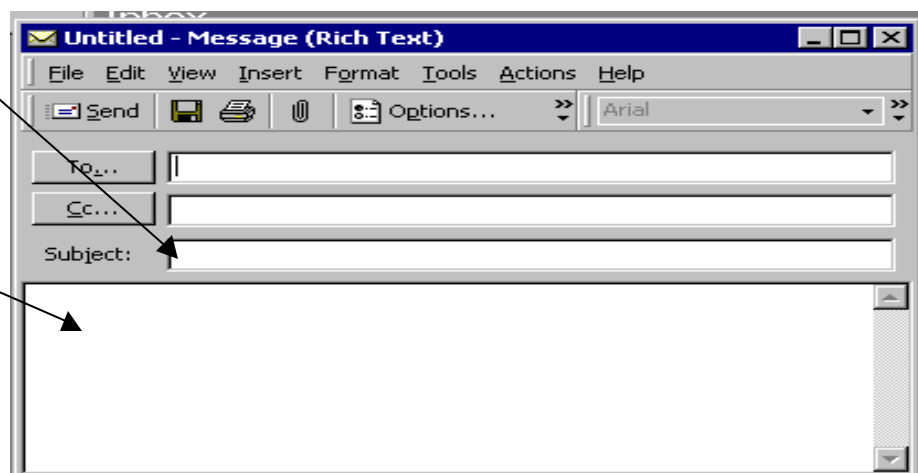 Inbox
Untitled - Message (Rich Text)
File Edit View Insert Format Tools Actions Help
Send Options... Arial
To...
Cc...
Subject: